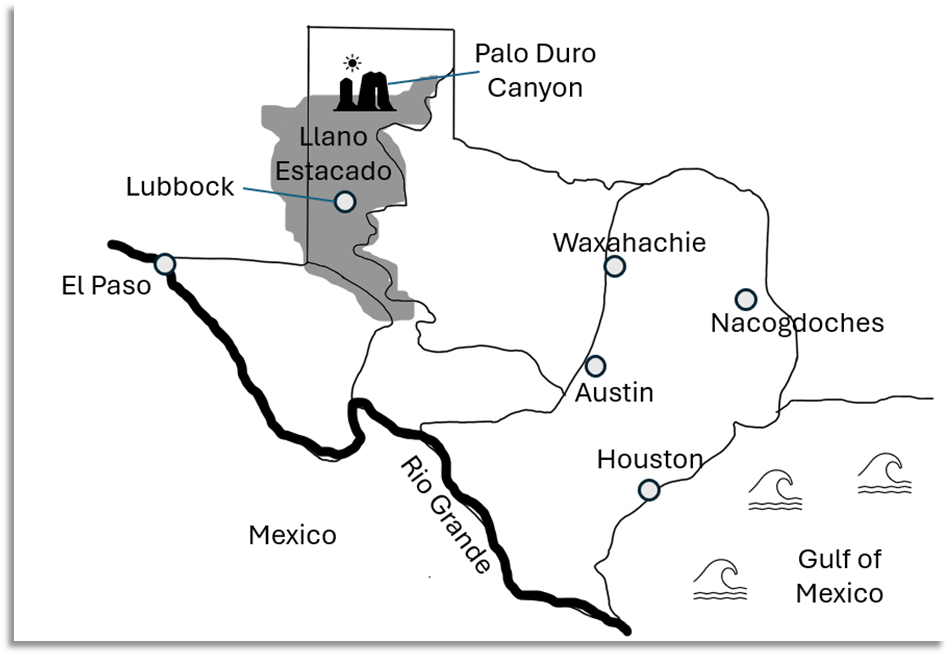 Palo Duro
Canyon
Llano
Estacado
Lubbock
Waxahachie
El Paso
Nacogdoches
Austin
Houston
Rio Grande
Mexico
Gulf of
Mexico